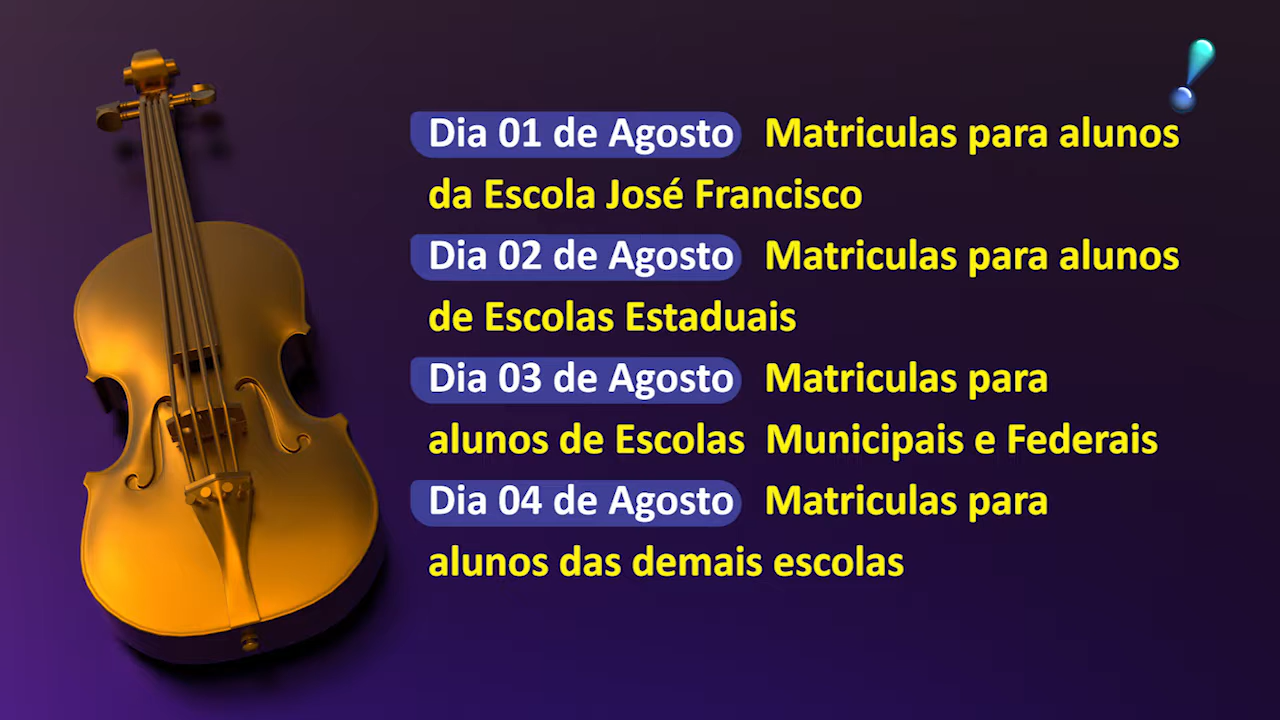 Dia 01 de Agosto Matriculas para alunos
da Escola José Francisco
Dia 02 de Agosto Matriculas para alunos
de Escolas Estaduais
Dia 03 de Agosto Matriculas para
alunos de Escolas Municipais e Federais
Dia 04 de Agosto Matriculas para
alunos das demais escolas